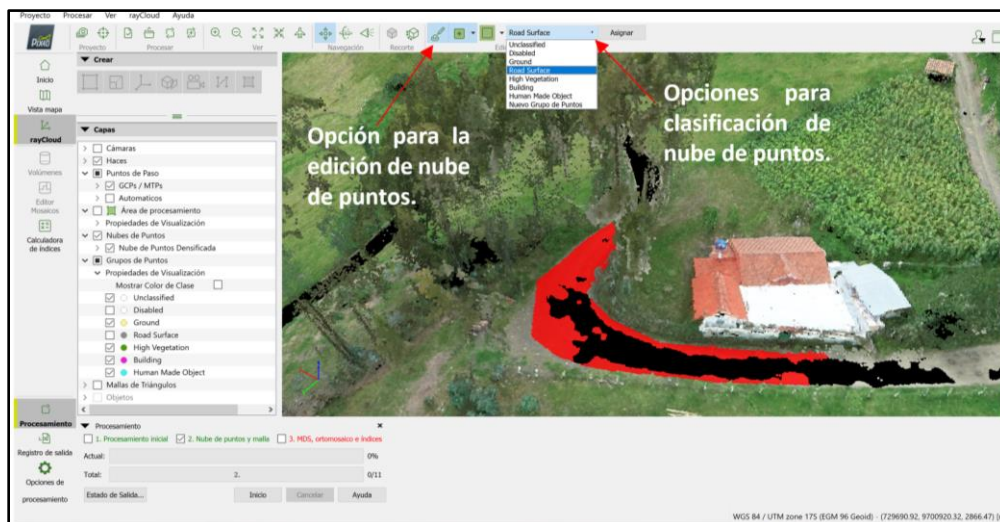 Proyecto Procesar Ver rayCloud Ayuda
Proyecto Procesar Ver Navegación Recorte
Road Surface Asignar
Unclassified
Disabled
Ground
Road Surface
High Vegetation
Building
Human Made Object
Nuevo Grupo de Puntos
Inicio
Vista mapa
rayCloud
Volúmenes
Editor
Mosaicos
Calculadora
de índices
Crear
Capas
Cámaras
Haces
Puntos de Paso
GCPs / MTPs
Automaticos
Área de procesamiento
Propiedades de Visualización
Nubes de Puntos
Nube de Puntos Densificada
Grupos de Puntos
Propiedades de Visualización
Mostrar Color de Clase
Unclassified
Disabled
Ground
Road Surface
High Vegetation
Building
Human Made Object
Mallas de Triángulos
Objetos
Opción para la
edición de nube
de puntos.
Opciones para
clasificación de
nube de puntos.
Procesamiento
Registro de salida
Opciones de
procesamiento
Procesamiento
1. Procesamiento inicial 2. Nube de puntos y malla 3. MDS, ortomosaico e índices
Actual: 0%
Total: 2. 0/11
Estado de Salida... Inicio Cancelar Ayuda
WGS 84 / UTM zone 17S (EGM 96 Geoid) - (729690.92, 9700920.32, 2866.47) [